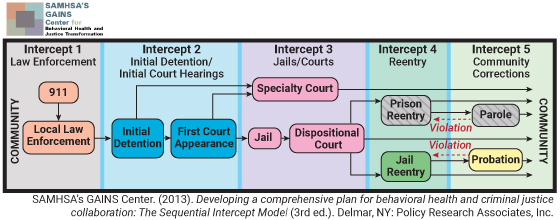 SAMHSA's
GAINS
Center for
Behavioral Health and
Justice Transformation
Intercept 1
Law Enforcement
Intercept 2
Initial Detention/
Initial Court Hearings
Intercept 3
Jails/Courts
Intercept 4
Reentry
Intercept 5
Community
Corrections
COMMUNITY
911
Local Law
Enforcement
Initial
Detention
First Court
Appearance
Specialty Court
Jail
Dispositional
Court
Prison
Reentry
Parole
Violation
Jail
Reentry
Probation
Violation
COMMUNITY
SAMHSA's GAINS Center. (2013). Developing a comprehensive plan for behavioral health and criminal justice
collaboration: The Sequential Intercept Model (3rd ed.). Delmar, NY: Policy Research Associates, Inc.